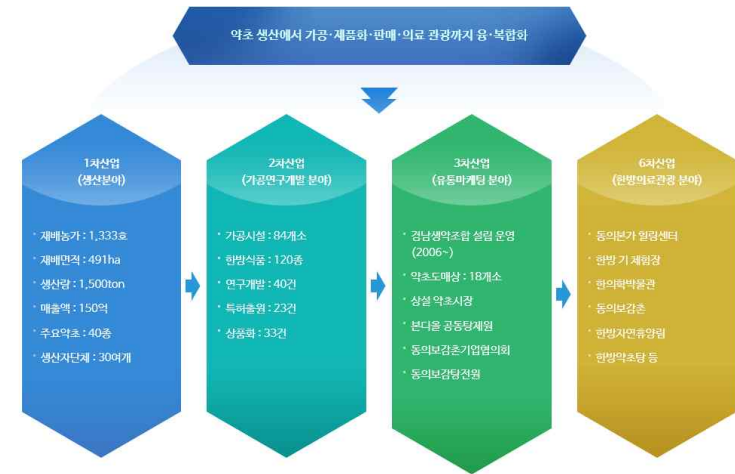 약초 생산에서 가공·제품화·판매·의료 관광까지 융·복합화
1차산업
(생산분야)
· 재배농가 : 1,333호
· 재배면적 : 491ha
· 생산량 : 1,500ton
· 매출액 : 150억
· 주요약초 : 40종
· 생산자단체 : 30여개
2차산업
(가공연구개발 분야)
· 가공시설 : 84개소
· 한방식품 : 120종
· 연구개발 : 40건
· 특허출원 : 23건
· 상품화 : 33건
3차산업
(유통마케팅 분야)
· 경남생약조합 설립 운영
(2006~)
· 약초도매상 : 18개소
· 상설 약초시장
· 본디올 공동탕제원
· 동의보감촌기업협의회
· 동의보감탕전원
6차산업
(한방의료관광 분야)
· 동의본가 힐링센터
· 한방 기 체험장
· 한의학박물관
· 동의보감촌
· 한방자연휴양림
· 한방약초탕 등